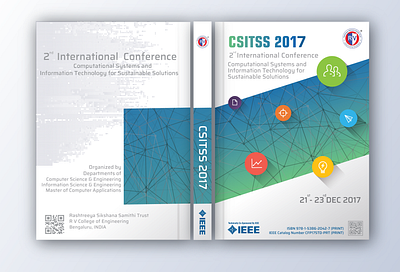 2nd International Conference
Computational Systems and
Information Technology for Sustainable Solutions
Organized by
Departments of
Computer Science & Engineering
Information Science & Engineering
Master of Computer Applications
Rashtreeya Sikshana Samithi Trust
R V College of Engineering
Bengaluru, INDIA
CSITSS 2017
IEEE
CSITSS 2017
2nd International Conference
Computational Systems and
Information Technology for
Sustainable Solutions
21st - 23rd DEC 2017
IEEE